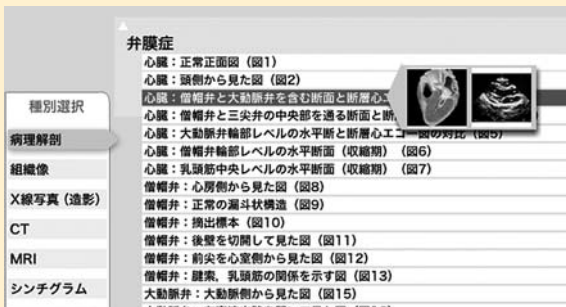 弁膜症
心臓：正常正面図（図1）
心臓：頭側から見た図（図2）
心臓：僧帽弁と大動脈弁を含む断面と断層心エ
心臓：僧帽弁と三尖弁の中央部を通る断面と断
心臓：大動脈弁輪部レベルの水平断と断層心エコー図の対比（図5）
心臓：僧帽弁輪部レベルの水平断面（収縮期）（図6）
心臓：乳頭筋中央レベルの水平断面（収縮期）（図7）
僧帽弁：心房側から見た図（図8）
僧帽弁：正常の漏斗状構造（図9）
僧帽弁：摘出標本（図10）
僧帽弁：後壁を切開して見た図（図11）
僧帽弁：前尖を心室側から見た図（図12）
僧帽弁：腱索、乳頭筋の関係を示す図（図13）
大動脈弁：大動脈側から見た図（図15）
種別選択
病理解剖
組織像
X線写真（造影）
CT
MRI
シンチグラム